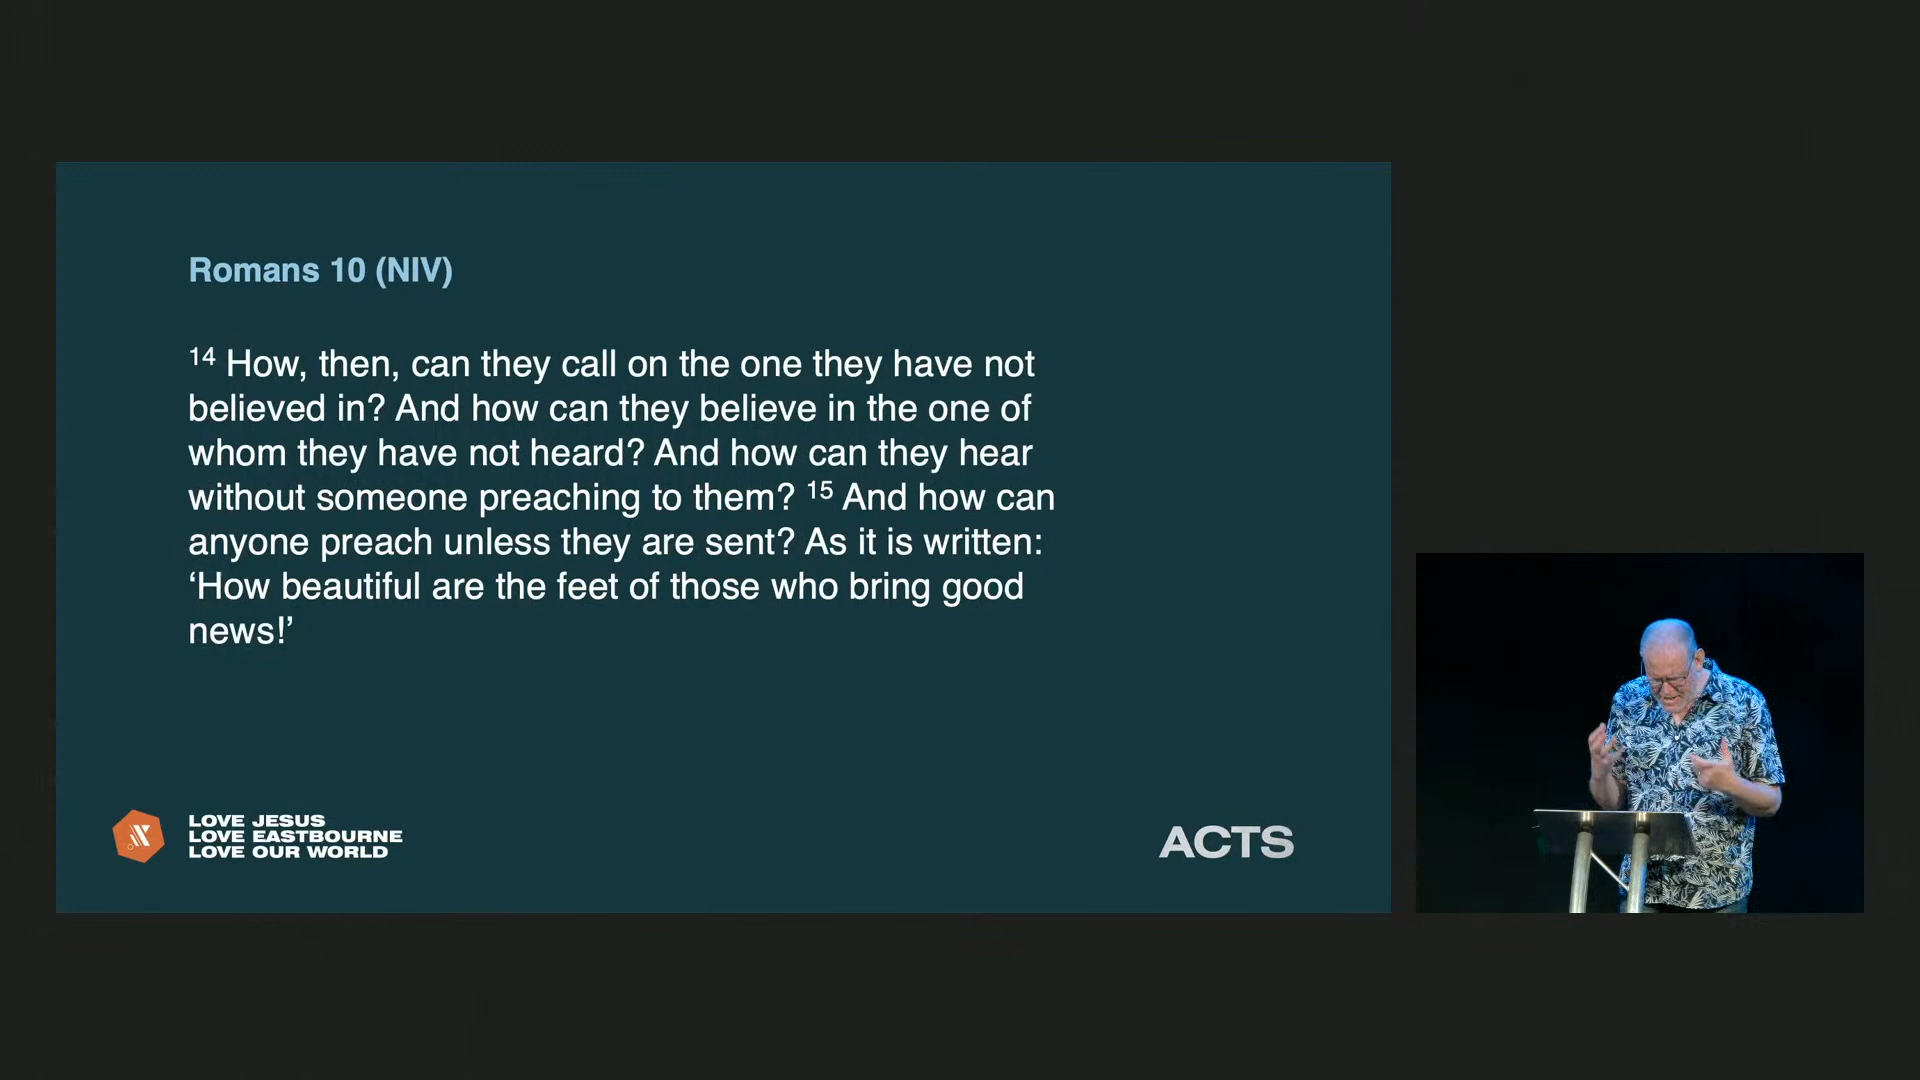 Romans 10 (NIV)
14 How, then, can they call on the one they have not
believed in? And how can they believe in the one of
whom they have not heard? And how can they hear
without someone preaching to them? 15 And how can
anyone preach unless they are sent? As it is written:
‘How beautiful are the feet of those who bring good
news!’
LOVE JESUS
LOVE EASTBOURNE
LOVE OUR WORLD
ACTS